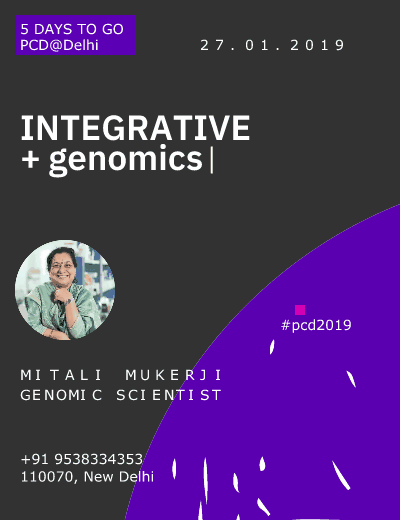 5 DAYS TO GO
PCD@Delhi
27.01.2019
INTEGRATIVE
+ genomics|
#pcd2019
MITALI MUKERJI
GENOMIC SCIENTIST
+91 9538334353
110070, New Delhi